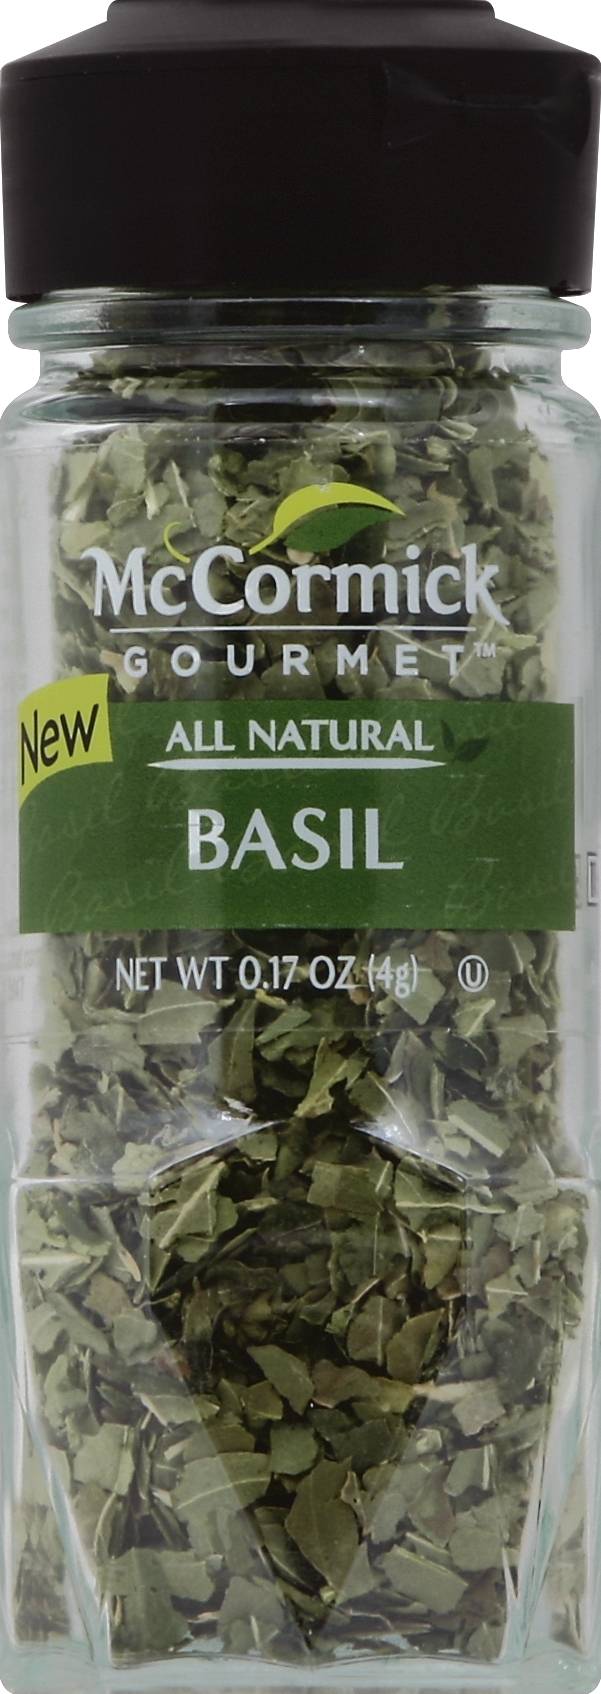 McCormick
GOURMET™
New
ALL NATURAL
BASIL
NET WT 0.17 OZ (4g) U